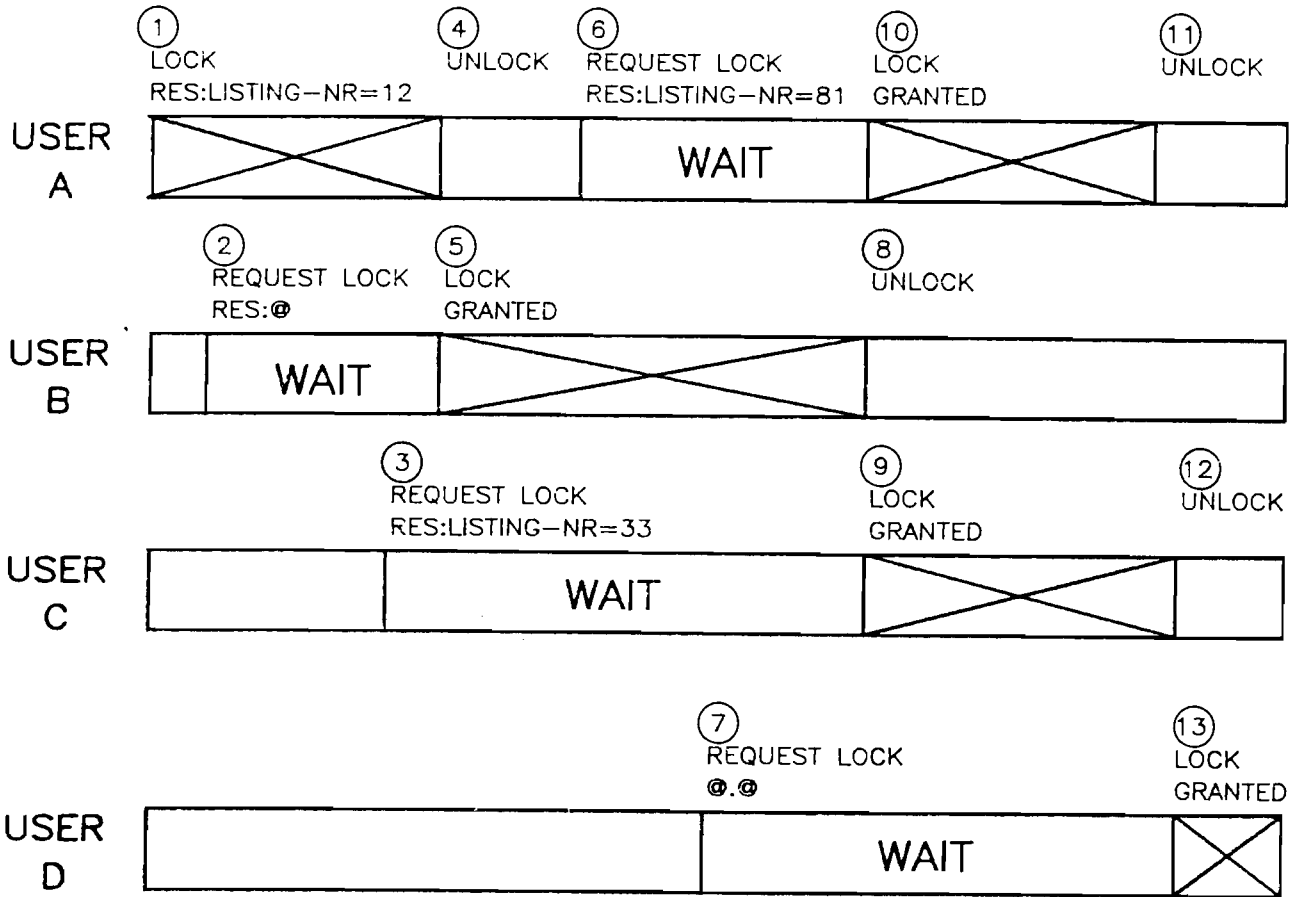 1
LOCK
RES:LISTING-NR=12
4
UNLOCK
6
REQUEST LOCK
RES:LISTING-NR=81
10
LOCK
GRANTED
11
UNLOCK
USER
A
WAIT
2
REQUEST LOCK
RES:@
5
LOCK
GRANTED
8
UNLOCK
USER
B
WAIT
3
REQUEST LOCK
RES:LISTING-NR=33
9
LOCK
GRANTED
12
UNLOCK
USER
C
WAIT
7
REQUEST LOCK
@.@
13
LOCK
GRANTED
USER
D
WAIT